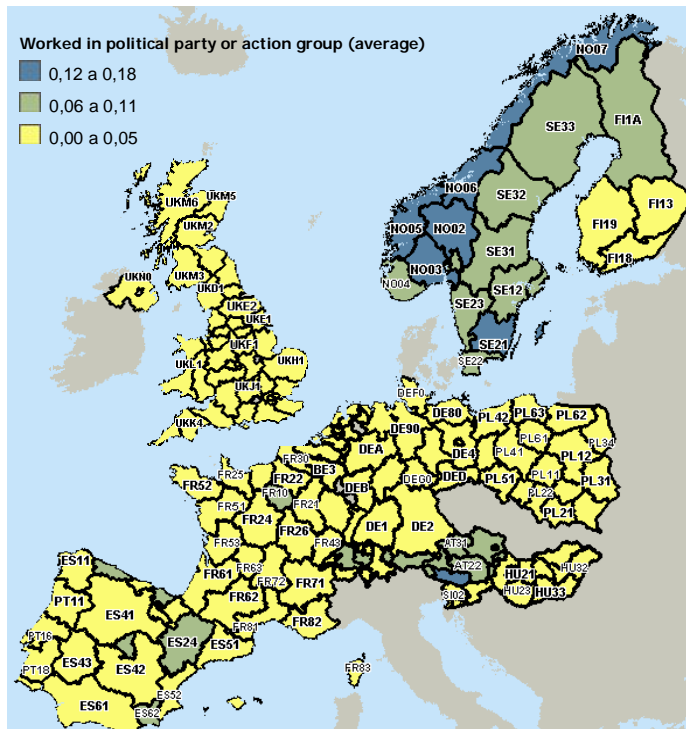 Worked in political party or action group (average)
0,12 a 0,18
0,06 a 0,11
0,00 a 0,05
NO07
FI1A
SE33
UKM6
UKM5
NO06
SE32
FI13
UKM2
NO05
NO02
FI19
SE31
FI18
UKN0
UKM3
NO03
NO04
UKD1
SE12
SE23
UKE2
UKE1
SE21
UKF1
SE22
UKL1
UKH1
UKJ1
DEF0
UKK4
DE80
PL42
PL63
PL62
DE90
PL61
PL34
DEA
DE4
PL41
PL12
FR30
BE3
FR25
FR22
FR52
DEB
DEG0
DED
PL51
PL11
PL31
FR10
PL22
FR51
FR21
PL21
FR24
DE1
DE2
FR26
FR53
FR43
AT31
ES11
FR63
AT22
HU32
FR61
HU21
FR72
FR71
SI02
HU23
HU33
PT11
FR62
ES41
FR81
FR82
PT16
ES24
ES51
ES43
ES42
PT18
FR83
ES52
ES61
ES62